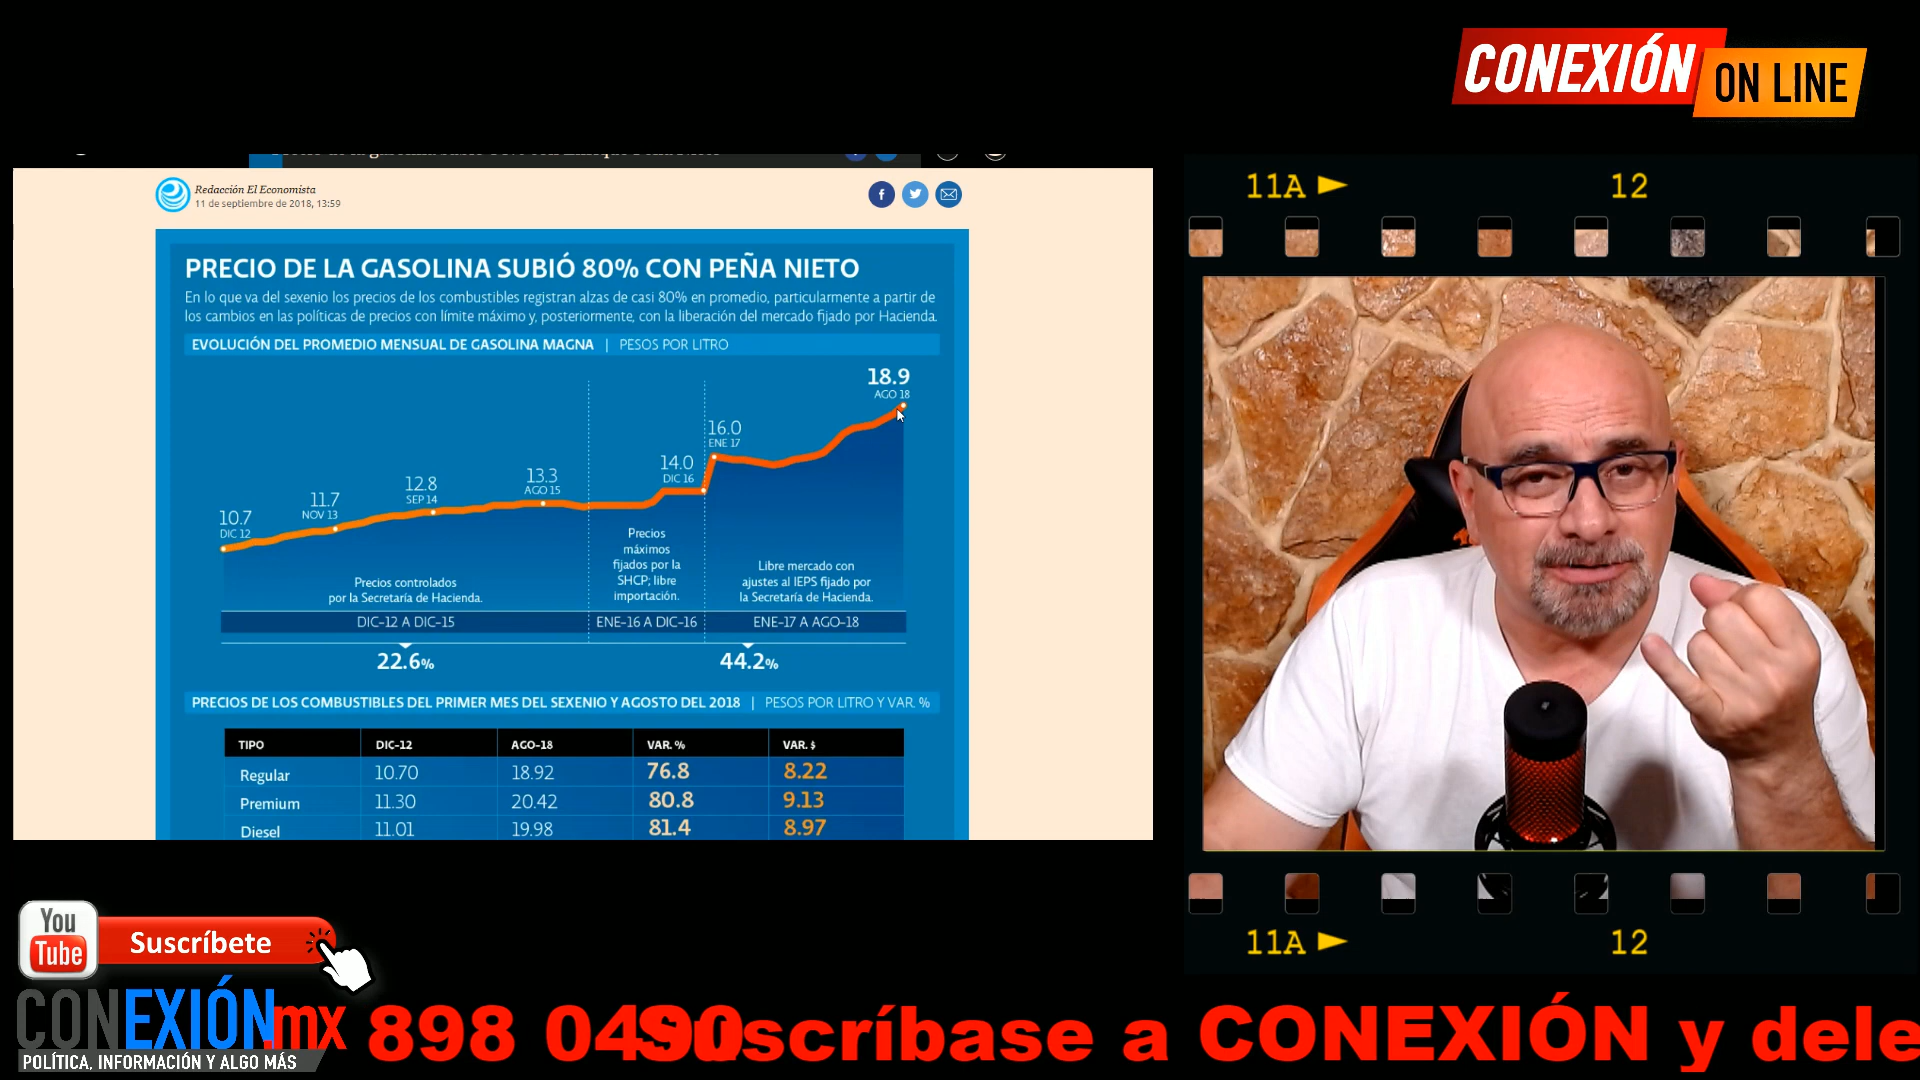 CONEXIÓN
ON LINE
Redacción El Economista
11 de septiembre de 2018, 13:59
PRECIO DE LA GASOLINA SUBIÓ 80% CON PEÑA NIETO
En lo que va del sexenio los precios de los combustibles registran alzas de casi 80% en promedio, particularmente a partir de
los cambios en las políticas de precios con límite máximo y, posteriormente, con la liberación del mercado fijado por Hacienda.
EVOLUCIÓN DEL PROMEDIO MENSUAL DE GASOLINA MAGNA | PESOS POR LITRO
18.9
AGO 18
16.0
ENE 17
14.0
DIC 16
13.3
AGO 15
12.8
SEP 14
11.7
NOV 13
10.7
DIC 12
Precios controlados
por la Secretaría de Hacienda.
Precios
máximos
fijados por la
SHCP; libre
importación.
Libre mercado con
ajustes al IEPS fijado por
la Secretaría de Hacienda.
DIC-12 A DIC-15 ENE-16 A DIC-16 ENE-17 A AGO-18
22.6% 44.2%
PRECIOS DE LOS COMBUSTIBLES DEL PRIMER MES DEL SEXENIO Y AGOSTO DEL 2018 | PESOS POR LITRO Y VAR. %
TIPO DIC-12 AGO-18 VAR. % VAR. $
Regular 10.70 18.92 76.8 8.22
Premium 11.30 20.42 80.8 9.13
Diesel 11.01 19.98 81.4 8.97
11A 12
11A 12
You
Tube
Suscríbete
CONEXIÓN.mx
POLÍTICA, INFORMACIÓN Y ALGO MÁS
898 0490 Suscríbase a CONEXIÓN y dele